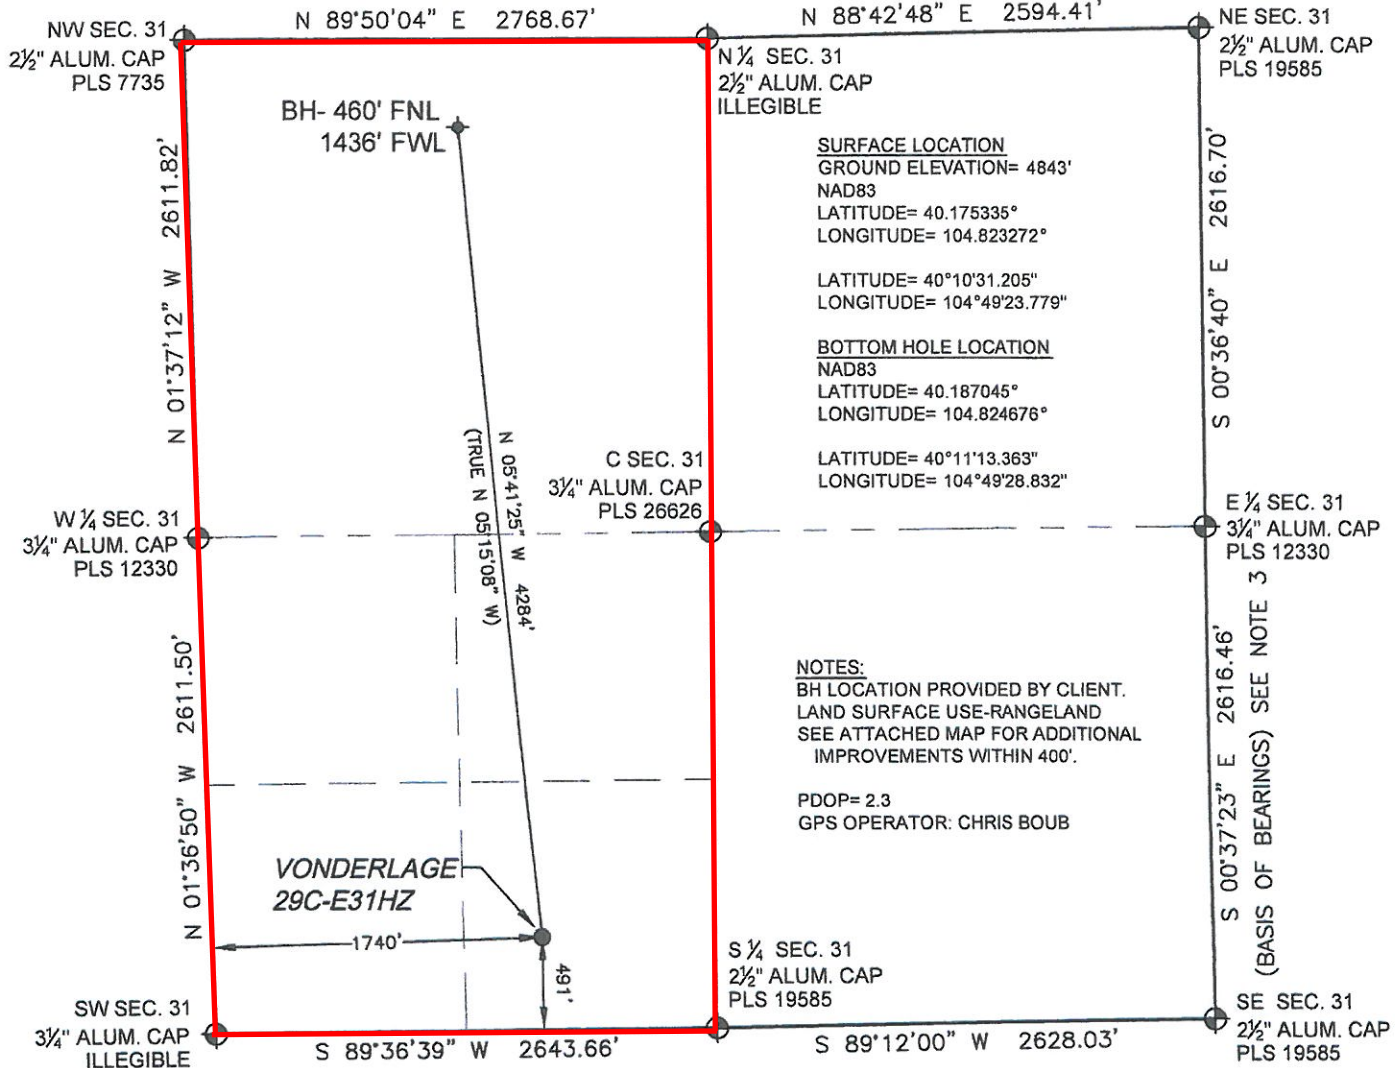 N 89°50'04" E 2768.67'
N 88°42'48" E 2594.41'
NW SEC. 31
2½" ALUM. CAP
PLS 7735
N ¼ SEC. 31
2½" ALUM. CAP
ILLEGIBLE
NE SEC. 31
2½" ALUM. CAP
PLS 19585
BH- 460' FNL
1436' FWL
SURFACE LOCATION
GROUND ELEVATION= 4843'
NAD83
LATITUDE= 40.175335°
LONGITUDE= 104.823272°
LATITUDE= 40°10'31.205"
LONGITUDE= 104°49'23.779"
BOTTOM HOLE LOCATION
NAD83
LATITUDE= 40.187045°
LONGITUDE= 104.824676°
LATITUDE= 40°11'13.363"
LONGITUDE= 104°49'28.832"
N 01°37'12" W 2611.82'
S 00°36'40" E 2616.70'
N 05°41'25" W 4284'
(TRUE N 05°15'08" W)
C SEC. 31
3¼" ALUM. CAP
PLS 26626
W ¼ SEC. 31
3¼" ALUM. CAP
PLS 12330
E ¼ SEC. 31
3¼" ALUM. CAP
PLS 12330
N 01°36'50" W 2611.50'
S 00°37'23" E 2616.46'
(BASIS OF BEARINGS) SEE NOTE 3
NOTES:
BH LOCATION PROVIDED BY CLIENT.
LAND SURFACE USE-RANGELAND
SEE ATTACHED MAP FOR ADDITIONAL
IMPROVEMENTS WITHIN 400'.
PDOP= 2.3
GPS OPERATOR: CHRIS BOUB
VONDERLAGE
29C-E31HZ
1740'
491'
SW SEC. 31
3¼" ALUM. CAP
ILLEGIBLE
S ¼ SEC. 31
2½" ALUM. CAP
PLS 19585
SE SEC. 31
2½" ALUM. CAP
PLS 19585
S 89°36'39" W 2643.66'
S 89°12'00" W 2628.03'